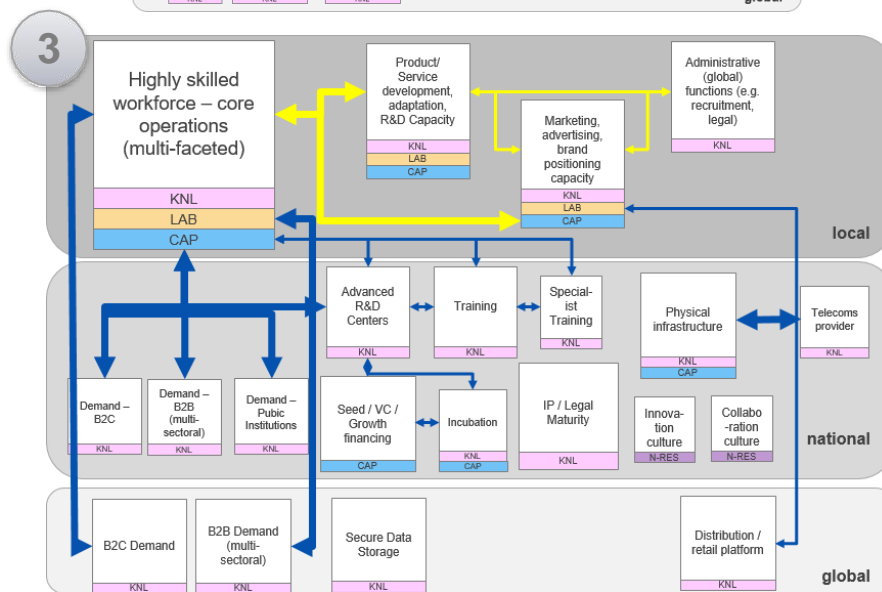 KNL
KNL
KNL
global
3
Highly skilled
workforce – core
operations
(multi-faceted)
KNL
LAB
CAP
Product/
Service
development,
adaptation,
R&D Capacity
KNL
LAB
CAP
Marketing,
advertising,
brand
positioning
capacity
KNL
LAB
CAP
Administrative
(global)
functions (e.g.
recruitment,
legal)
KNL
local
Advanced
R&D
Centers
KNL
Training
KNL
Special-
ist
Training
KNL
Physical
infrastructure
KNL
CAP
Telecoms
provider
KNL
Demand –
B2C
KNL
Demand –
B2B
(multi-
sectoral)
KNL
Demand –
Pubic
Institutions
KNL
Seed / VC /
Growth
financing
CAP
Incubation
KNL
CAP
IP / Legal
Maturity
KNL
Innova-
tion
culture
N-RES
Collabo
-ration
culture
N-RES
national
B2C Demand
KNL
B2B Demand
(multi-
sectoral)
KNL
Secure Data
Storage
KNL
Distribution /
retail platform
KNL
global